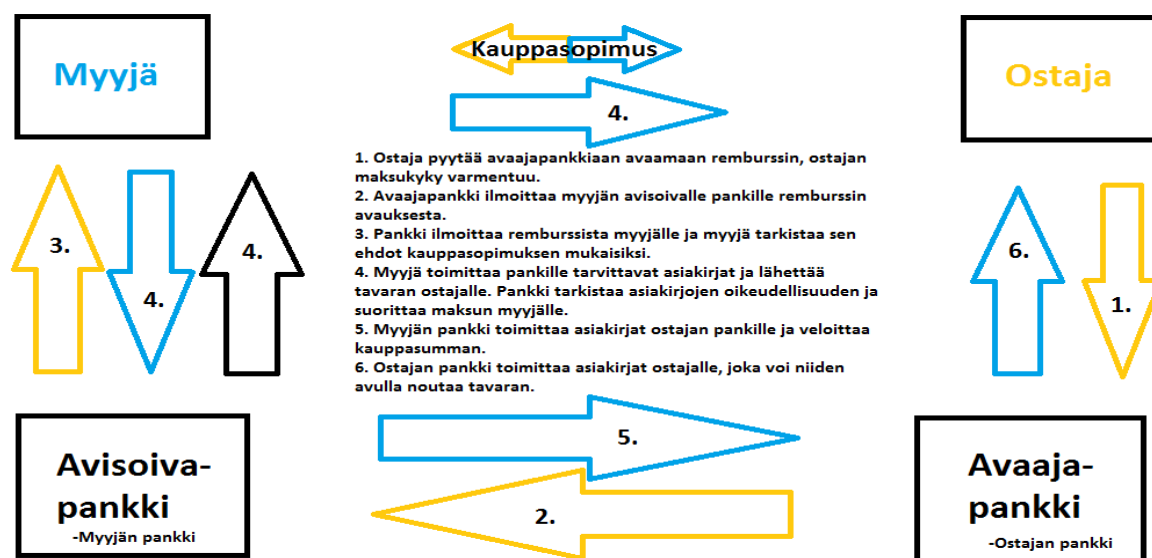 Myyjä
Kauppasopimus
Ostaja
4.
1. Ostaja pyytää avaajapankkiaan avaamaan remburssin, ostajan
maksukyky varmentuu.
2. Avaajapankki ilmoittaa myyjän avisoivalle pankille remburssin
avauksesta.
3. Pankki ilmoittaa remburssista myyjälle ja myyjä tarkistaa sen
ehdot kauppasopimuksen mukaisiksi.
4. Myyjä toimittaa pankille tarvittavat asiakirjat ja lähettää
tavaran ostajalle. Pankki tarkistaa asiakirjojen oikeudellisuuden ja
suorittaa maksun myyjälle.
5. Myyjän pankki toimittaa asiakirjat ostajan pankille ja veloittaa
kauppasumman.
6. Ostajan pankki toimittaa asiakirjat ostajalle, joka voi niiden
avulla noutaa tavaran.
3.
4.
4.
6.
1.
5.
2.
Avisoiva-
pankki
-Myyjän pankki
Avaaja-
pankki
-Ostajan pankki